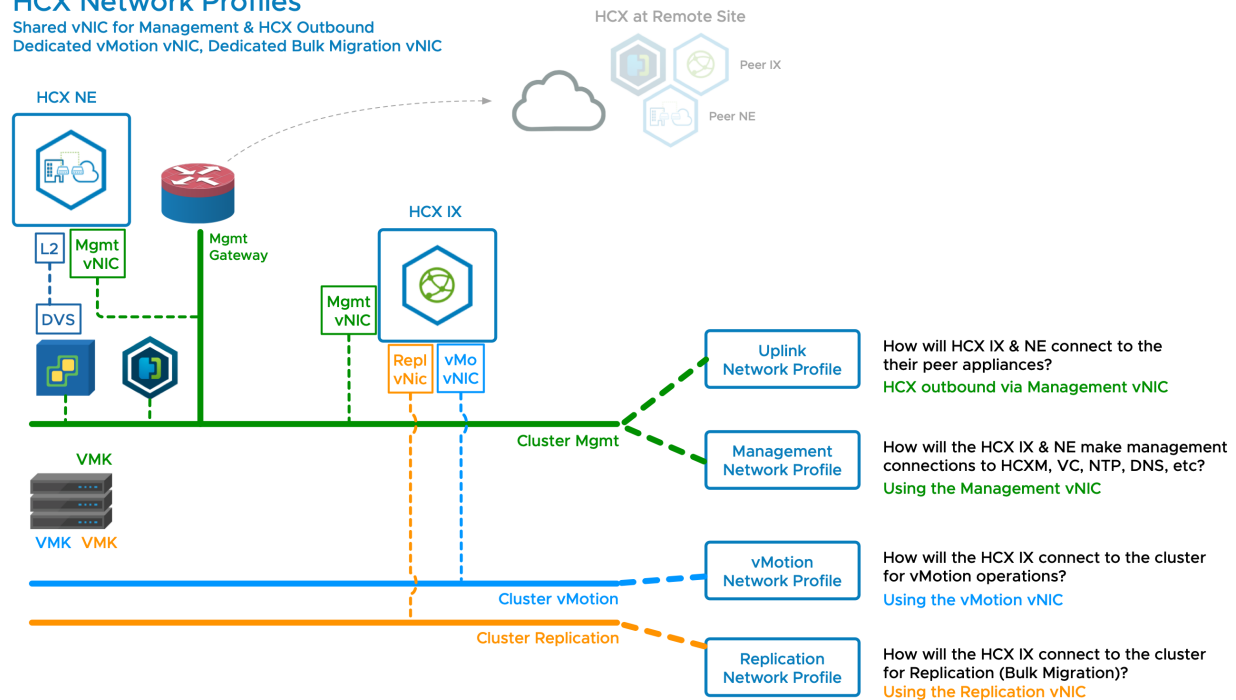 HCX Network Profiles
Shared vNIC for Management & HCX Outbound
Dedicated vMotion vNIC, Dedicated Bulk Migration vNIC
HCX at Remote Site
Peer IX
Peer NE
HCX NE
L2
Mgmt
vNIC
DVS
Mgmt
Gateway
HCX IX
Mgmt
vNIC
Repl
vNic
vMo
vNIC
Cluster Mgmt
VMK
VMK VMK
Cluster vMotion
Cluster Replication
Uplink
Network Profile
How will HCX IX & NE connect to the
their peer appliances?
HCX outbound via Management vNIC
Management
Network Profile
How will the HCX IX & NE make management
connections to HCXM, VC, NTP, DNS, etc?
Using the Management vNIC
vMotion
Network Profile
How will the HCX IX connect to the cluster
for vMotion operations?
Using the vMotion vNIC
Replication
Network Profile
How will the HCX IX connect to the cluster
for Replication (Bulk Migration)?
Using the Replication vNIC